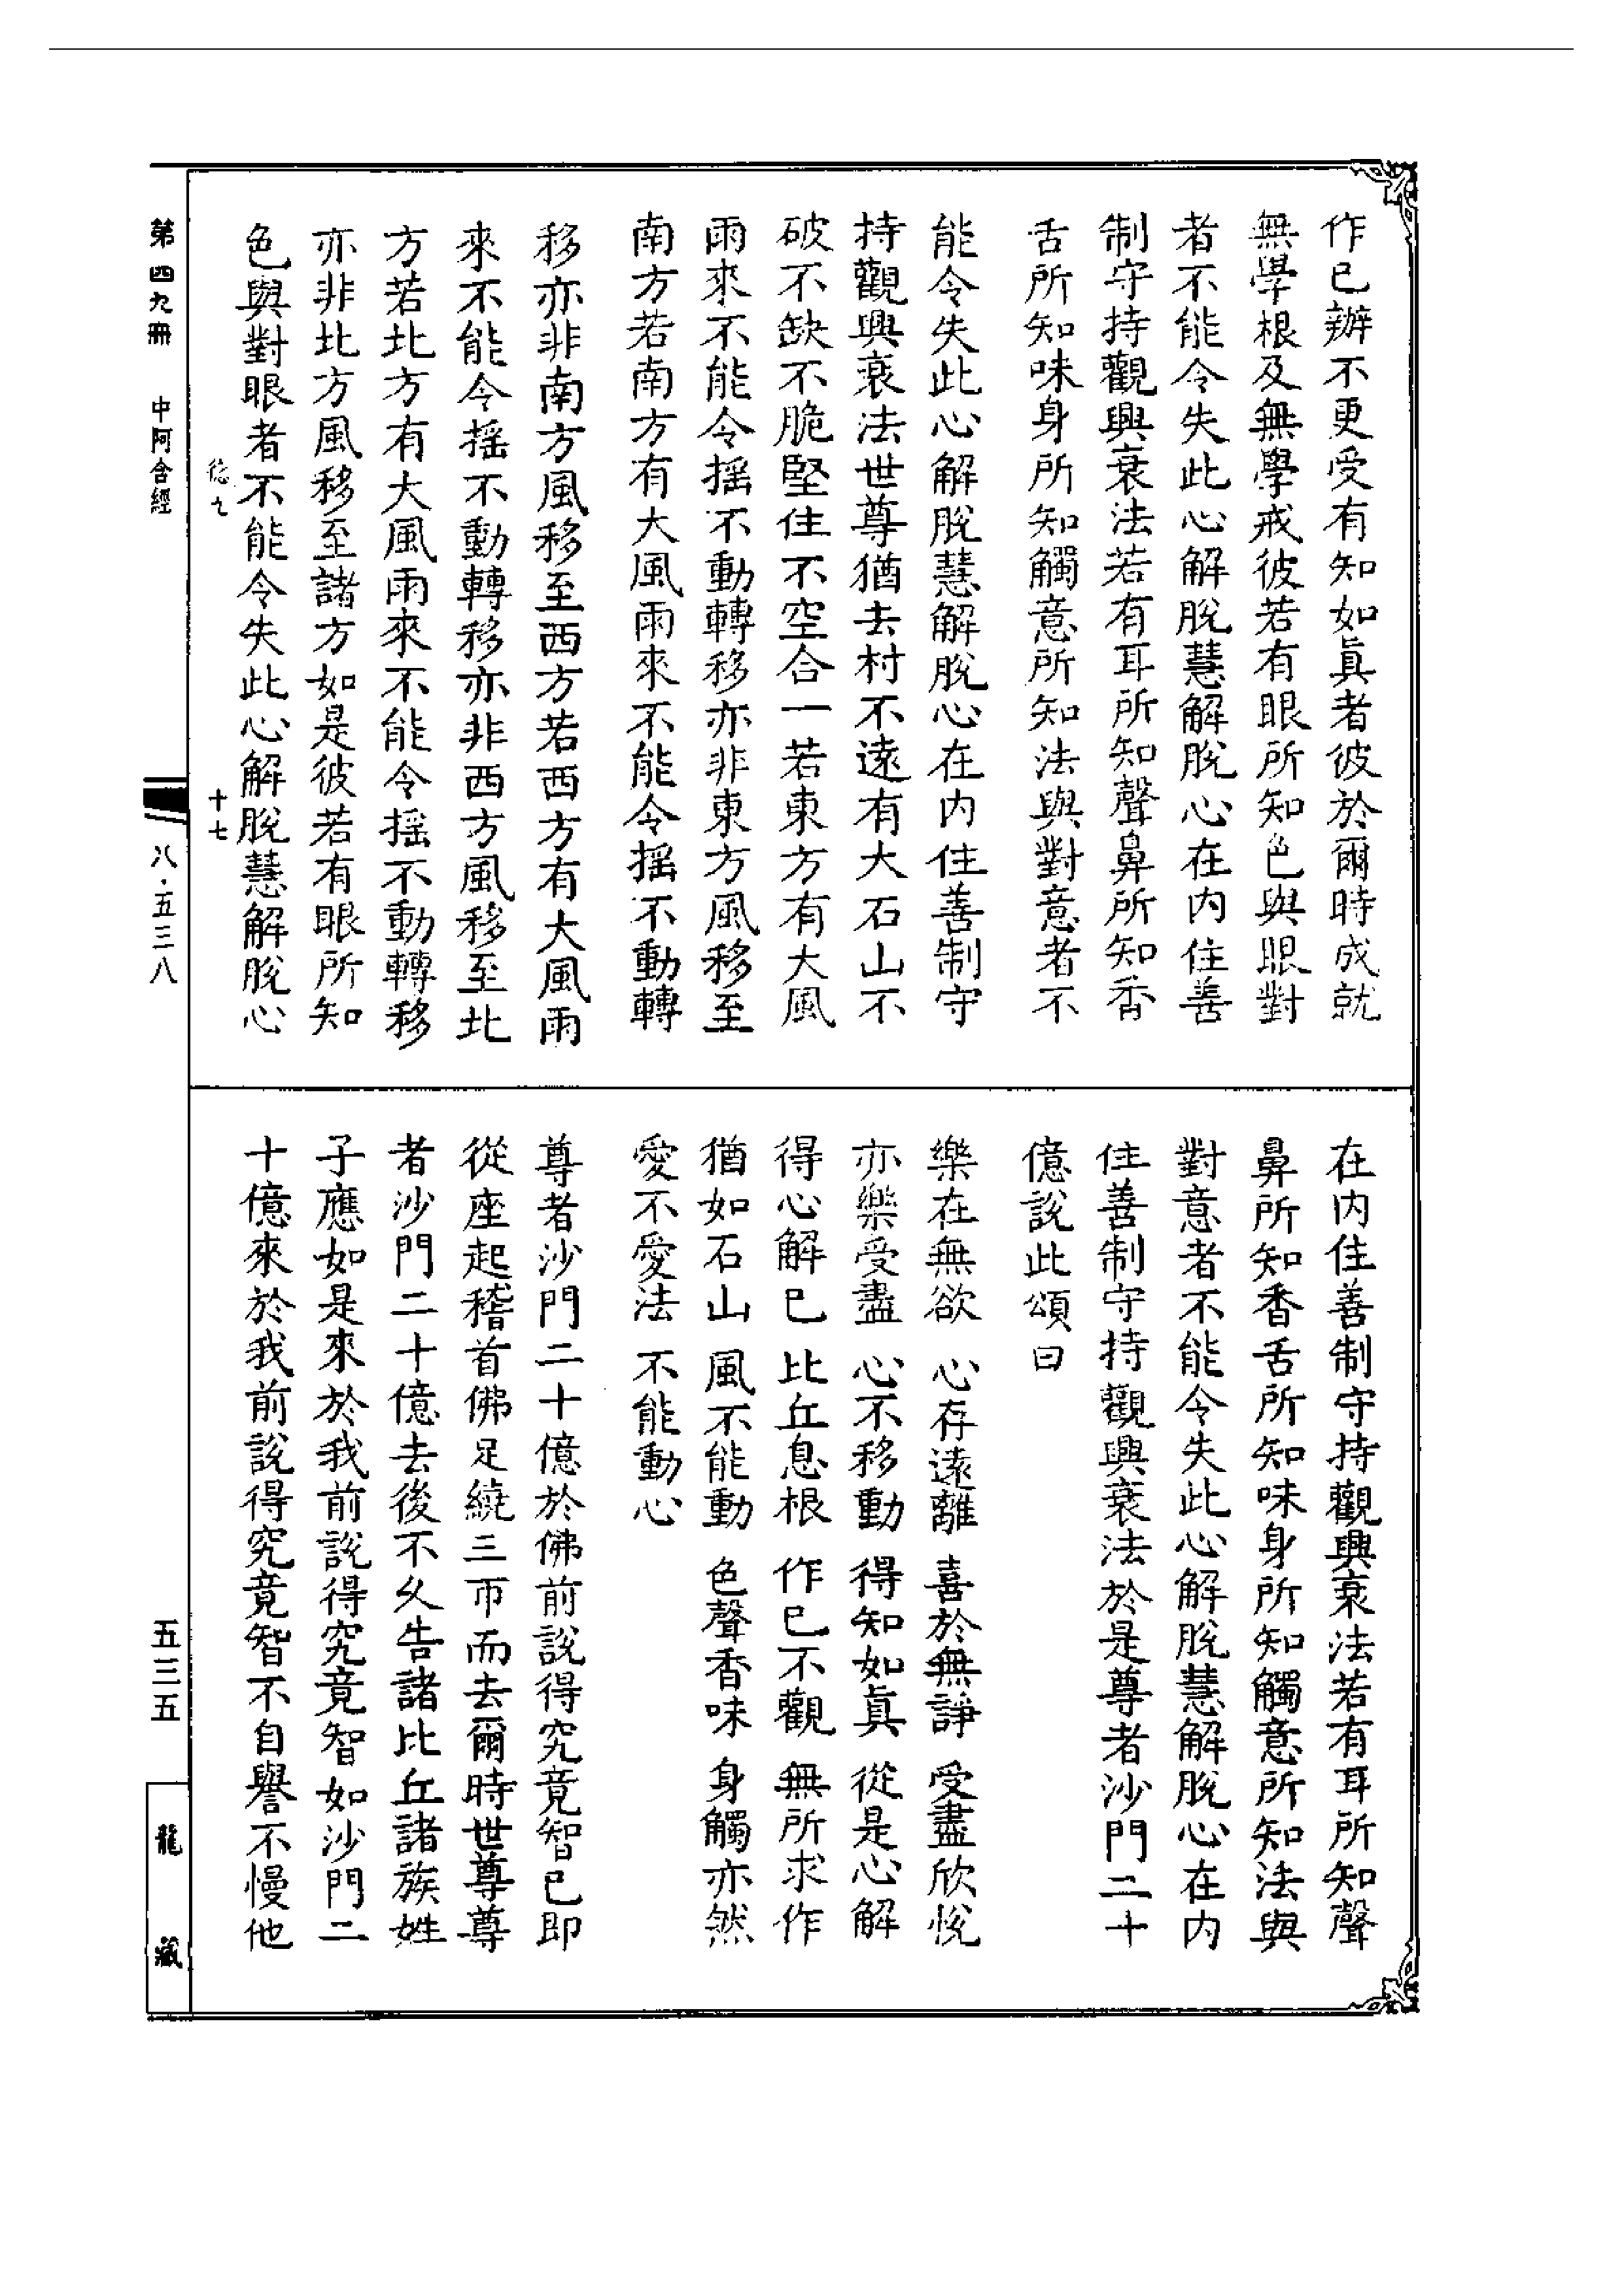 作已辦不更受有知如眞者彼於爾時成就
無學根及無學戒彼若有眼所知色與眼對
者不能令失此心解脫慧解脫心在內住善
制守持觀興衰法若有耳所知聲鼻所知香
舌所知味身所知觸意所知法與對意者不
能令失此心解脫慧解脫心在內住善制守
持觀興衰法世尊猶去村不遠有大石山不
破不缺不脆堅住不空合一若東方有大風
雨來不能令搖不動轉移亦非東方風移至
南方若南方有大風雨來不能令搖不動轉
移亦非南方風移至西方若西方有大風雨
來不能令搖不動轉移亦非西方風移至北
方若北方有大風雨來不能令搖不動轉移
亦非北方風移至諸方如是彼若有眼所知
色與對眼者不能令失此心解脫慧解脫心
在內住善制守持觀興衰法若有耳所知聲
鼻所知香舌所知味身所知觸意所知法與
對意者不能令失此心解脫慧解脫心在內
住善制守持觀興衰法於是尊者沙門二十
億說此頌曰
樂在無欲 心存遠離 喜於無諍 受盡欣悅
亦樂受盡 心不移動 得知如眞 從是心解
得心解已 比丘息根 作已不觀 無所求作
猶如石山 風不能動 色聲香味 身觸亦然
愛不愛法 不能動心
尊者沙門二十億於佛前說得究竟智已即
從座起稽首佛足繞三帀而去爾時世尊尊
者沙門二十億去後不久告諸比丘諸族姓
子應如是來於我前說得究竟智如沙門二
十億來於我前說得究竟智不自譽不慢他
十七
第四九冊 中阿含經
八·五三八
五三五
龍藏